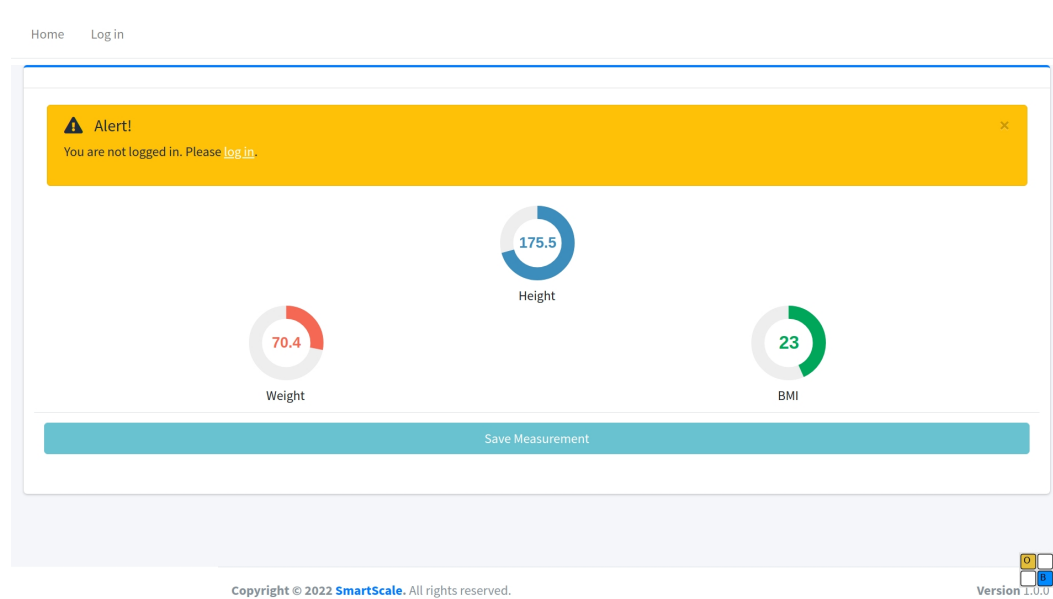 Home Log in
Alert!
×
You are not logged in. Please log in.
175.5
Height
70.4
Weight
23
BMI
Save Measurement
O
B
Copyright © 2022 SmartScale. All rights reserved.
Version 1.0.0